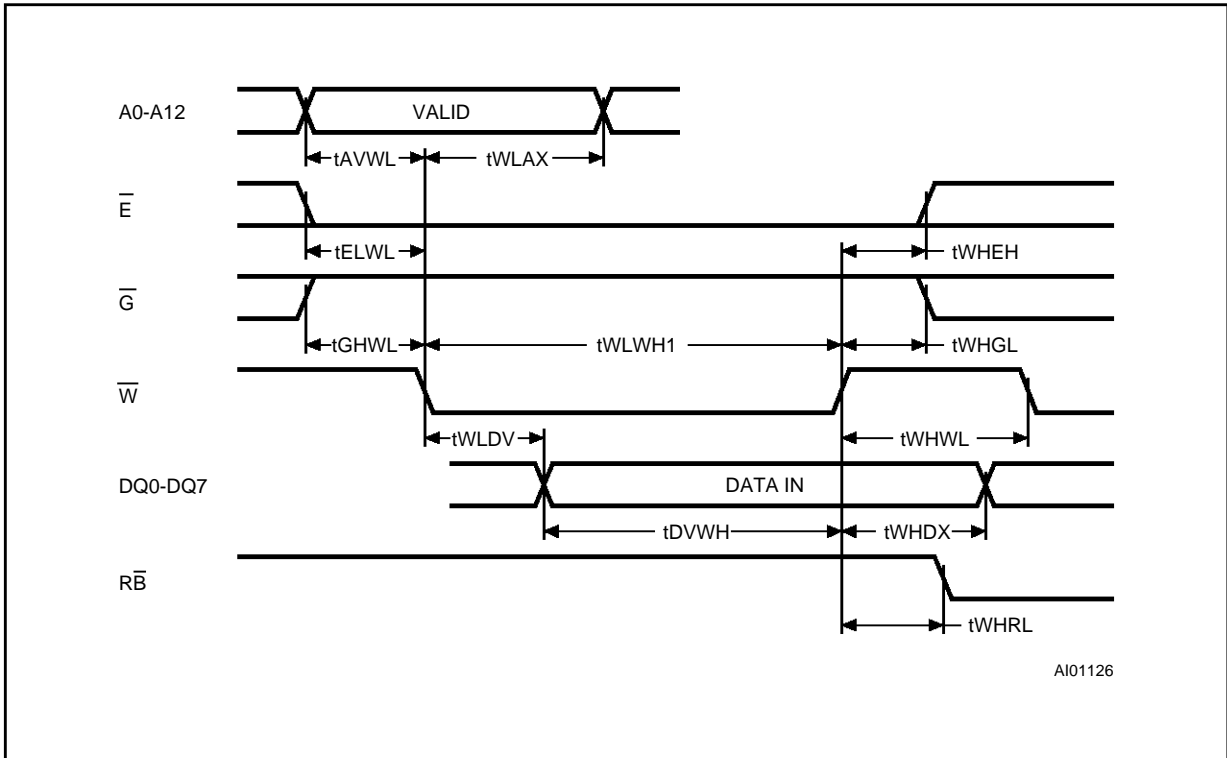 A0-A12
VALID
tAVWL
tWLAX
E̅
tELWL
tWHEH
G̅
tGHWL
tWLWH1
tWHGL
W̅
tWLDV
tWHWL
DQ0-DQ7
DATA IN
tDVWH
tWHDX
RB̅
tWHRL
AI01126